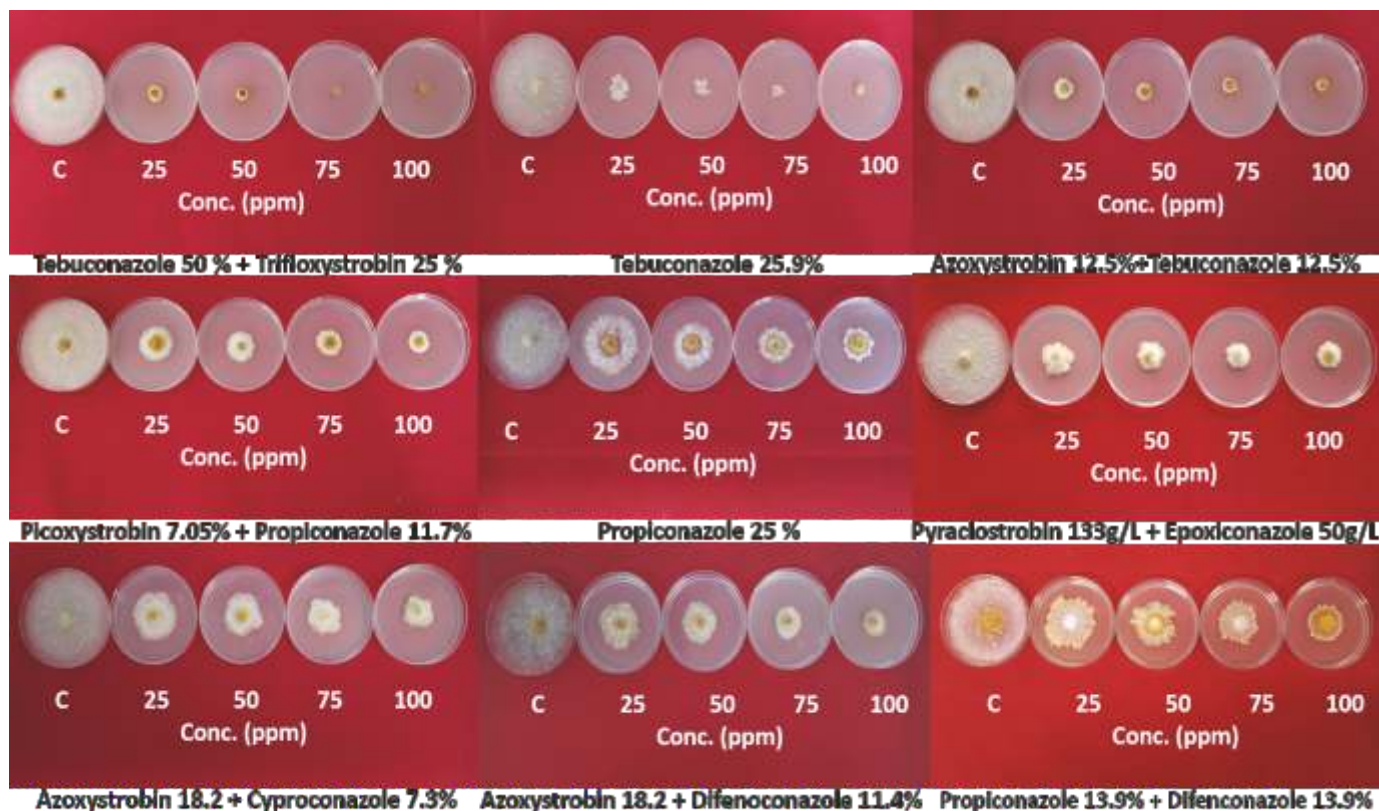 C 25 50 75 100
Conc. (ppm)
Tebuconazole 50 % + Trifloxystrobin 25 %
C 25 50 75 100
Conc. (ppm)
Tebuconazole 25.9%
C 25 50 75 100
Conc. (ppm)
Azoxystrobin 12.5%+Tebuconazole 12.5%
C 25 50 75 100
Conc. (ppm)
Picoxystrobin 7.05% + Propiconazole 11.7%
C 25 50 75 100
Conc. (ppm)
Propiconazole 25 %
C 25 50 75 100
Conc. (ppm)
Pyraclostrobin 133g/L + Epoxiconazole 50g/L
C 25 50 75 100
Conc. (ppm)
Azoxystrobin 18.2 + Cyproconazole 7.3%
C 25 50 75 100
Conc. (ppm)
Azoxystrobin 18.2 + Difenoconazole 11.4%
C 25 50 75 100
Conc. (ppm)
Propiconazole 13.9% + Difenconazole 13.9%